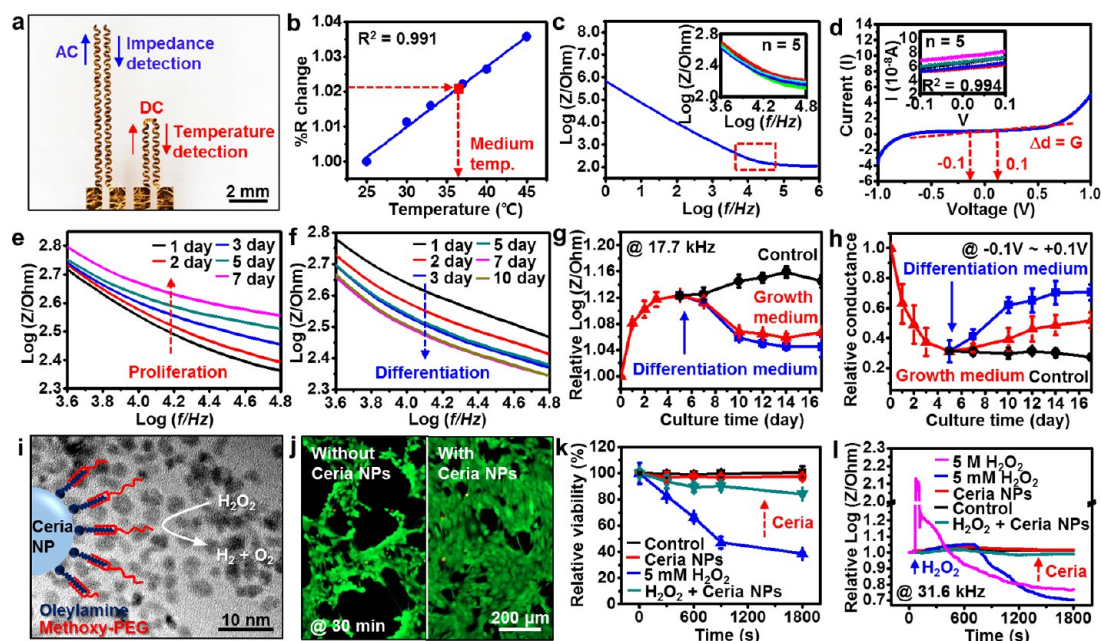 a
AC
Impedance
detection
DC
Temperature
detection
2 mm
b
R² = 0.991
%R change
1.04
1.03
1.02
1.01
1.00
25 30 35 40 45
Medium
temp.
Temperature (℃)
c
n = 5
Log (Z/Ohm)
8.0
6.0
4.0
2.0
0 1 2 3 4 5 6
Log (f/Hz)
Log (Z/Ohm)
2.8
2.4
2.0
3.6 4.2 4.8
Log (f/Hz)
d
n = 5
R² = 0.994
I (10⁻⁸A)
10
8
6
4
2
0
-0.1 0.0 0.1
V
Current (I)
Δd = G
-0.1 0.1
-1.0 -0.5 0.0 0.5 1.0
Voltage (V)
e
1 day 3 day
2 day 5 day
7 day
Log (Z/Ohm)
2.8
2.7
2.6
2.5
2.4
2.3
Proliferation
3.6 3.8 4.0 4.2 4.4 4.6 4.8
Log (f/Hz)
f
1 day 5 day
2 day 7 day
3 day 10 day
Log (Z/Ohm)
2.8
2.7
2.6
2.5
2.4
2.3
Differentiation
3.6 3.8 4.0 4.2 4.4 4.6 4.8
Log (f/Hz)
g
@ 17.7 kHz
Control
Growth
medium
Differentiation medium
Relative Log (Z/Ohm)
1.20
1.16
1.12
1.08
1.04
1.00
0 2 4 6 8 10 12 14 16
Culture time (day)
h
@ -0.1V ~ +0.1V
Differentiation medium
Growth medium
Control
Relative conductance
1.0
0.8
0.6
0.4
0.2
0 2 4 6 8 10 12 14 16
Culture time (day)
i
Ceria
NP
H₂O₂
H₂ + O₂
Oleylamine
Methoxy-PEG
10 nm
j
Without
Ceria NPs
With
Ceria NPs
@ 30 min
200 µm
k
Relative viability (%)
120
100
80
60
40
20
0
Ceria
Control
Ceria NPs
5 mM H₂O₂
H₂O₂ + Ceria NPs
0 300 600 900 1200 1500 1800
Time (s)
l
5 M H₂O₂
5 mM H₂O₂
Ceria NPs
Control
H₂O₂ + Ceria NPs
Relative Log (Z/Ohm)
2.8
2.4
2.0
1.2
1.1
1.0
0.9
0.8
0.7
H₂O₂
Ceria
@ 31.6 kHz
0 300 600 900 1200 1500 1800
Time (s)